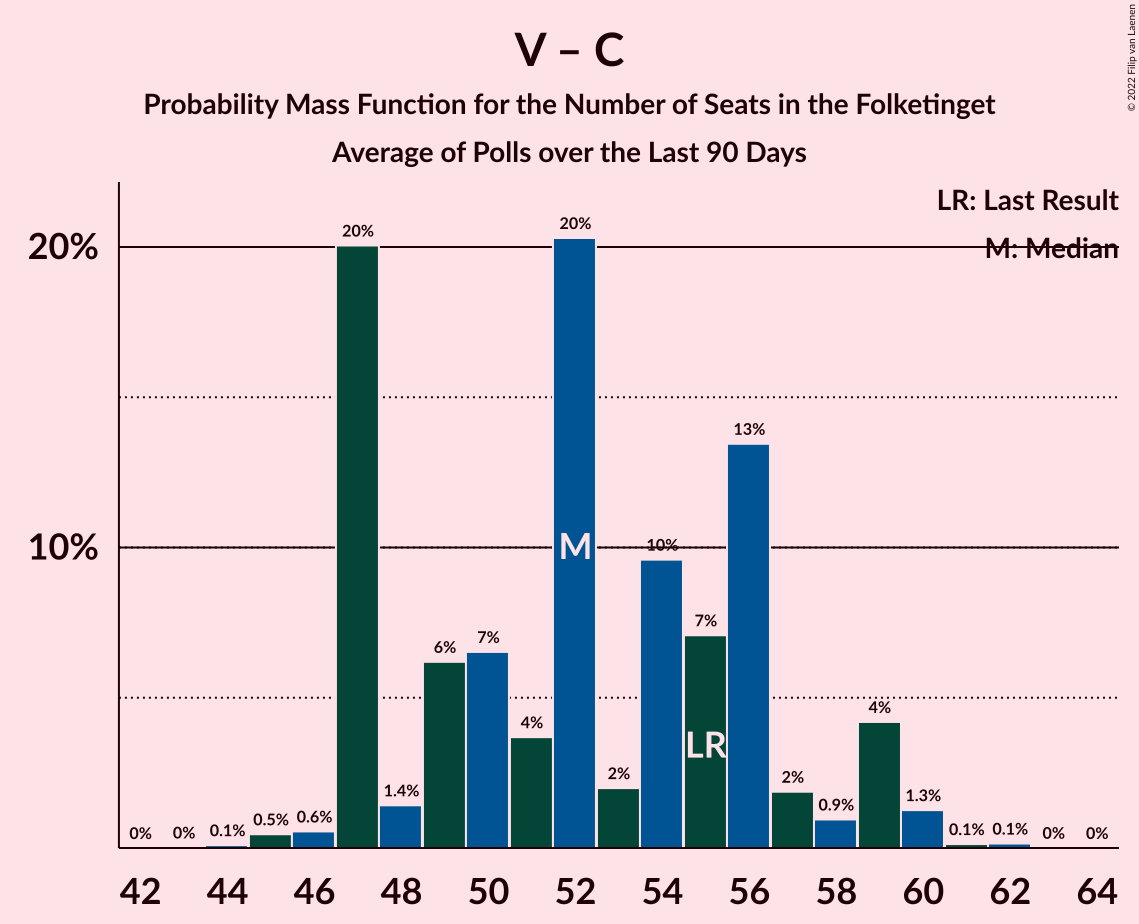 V – C
Probability Mass Function for the Number of Seats in the Folketinget
Average of Polls over the Last 90 Days
© 2022 Filip van Laenen
LR: Last Result
M: Median
20%
10%
0% 0% 0.1% 0.5% 0.6% 20% 1.4% 6% 7% 4% 20% 2% 10% 7% 13% 2% 0.9% 4% 1.3% 0.1% 0.1% 0% 0%
M
LR
42 44 46 48 50 52 54 56 58 60 62 64